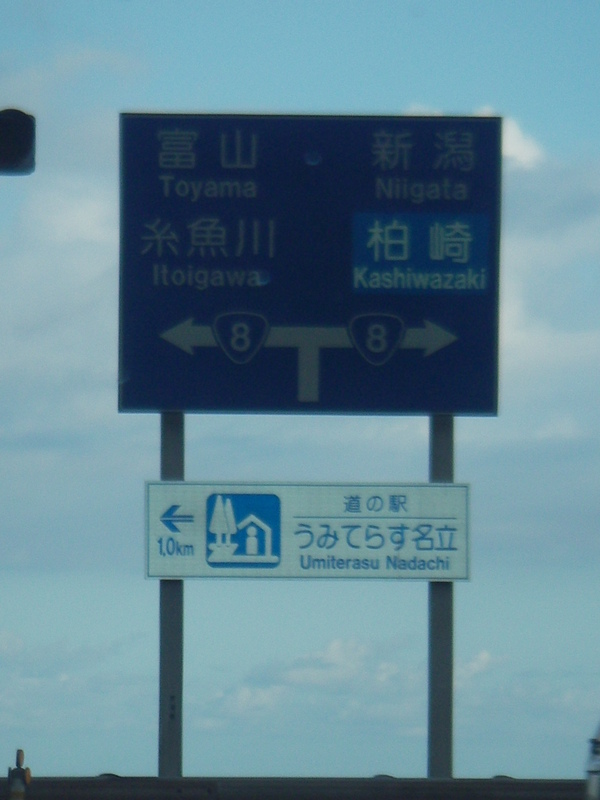 富山 新潟
Toyama Niigata
糸魚川 柏崎
Itoigawa Kashiwazaki
8 8
道の駅
うみてらす名立
1.0km
Umiterasu Nadachi